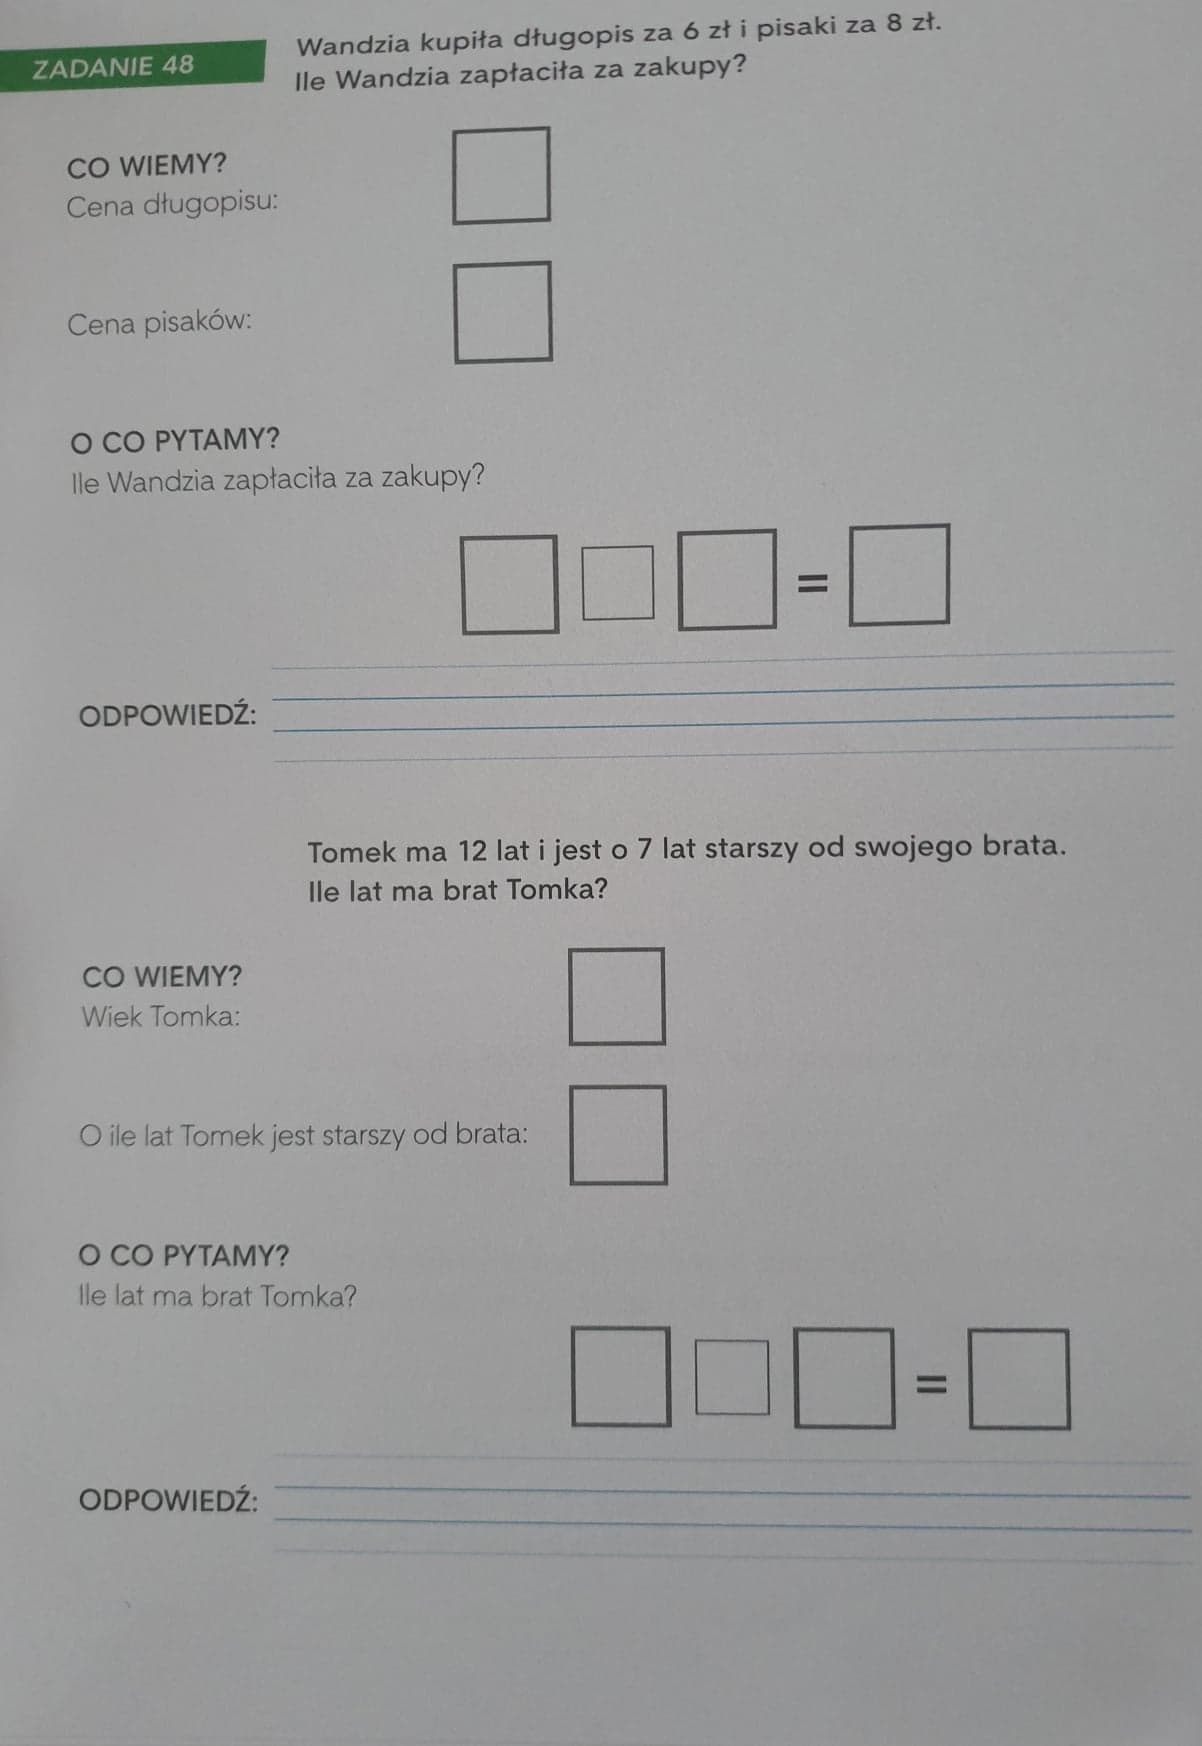 ZADANIE 48
Wandzia kupiła długopis za 6 zł i pisaki za 8 zł.
Ile Wandzia zapłaciła za zakupy?
CO WIEMY?
Cena długopisu:
Cena pisaków:
O CO PYTAMY?
Ile Wandzia zapłaciła za zakupy?
=
ODPOWIEDŹ:
Tomek ma 12 lat i jest o 7 lat starszy od swojego brata.
Ile lat ma brat Tomka?
CO WIEMY?
Wiek Tomka:
O ile lat Tomek jest starszy od brata:
O CO PYTAMY?
Ile lat ma brat Tomka?
=
ODPOWIEDŹ: